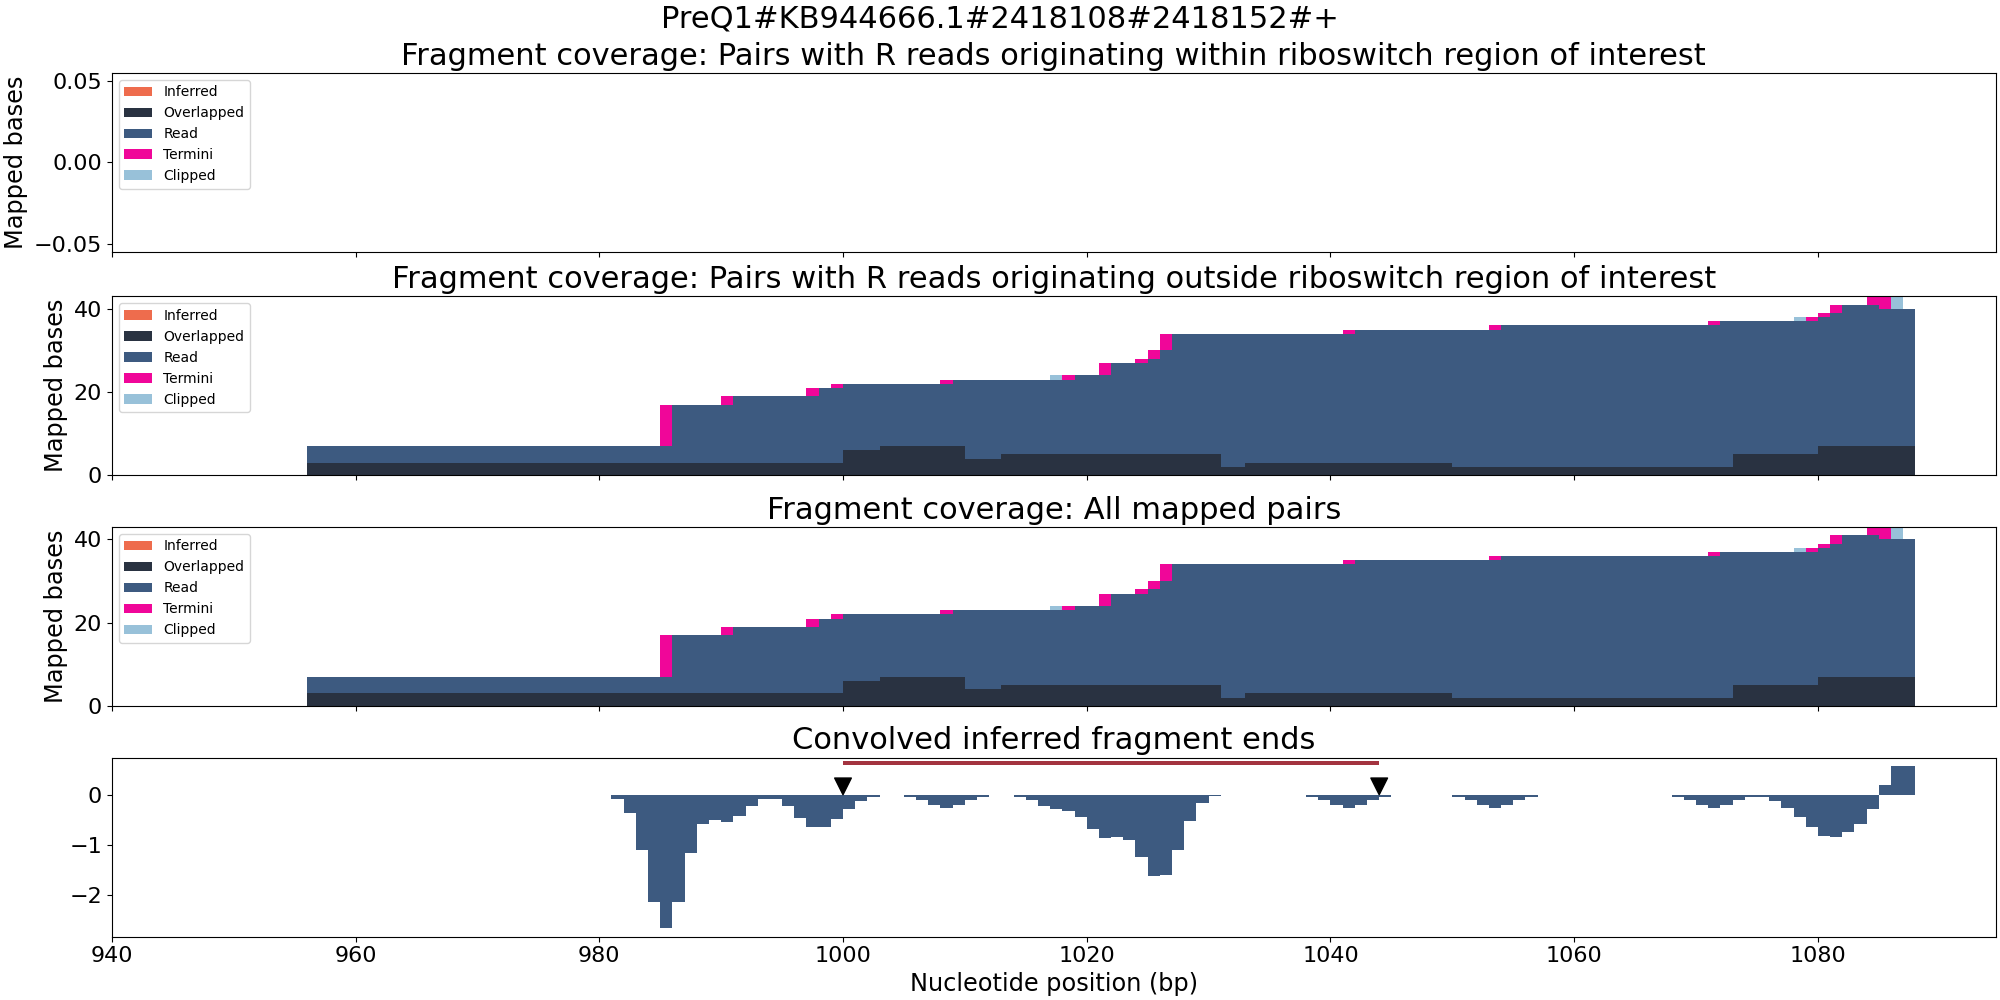 PreQ1#KB944666.1#2418108#2418152#+
Fragment coverage: Pairs with R reads originating within riboswitch region of interest
Mapped bases
0.05
0.00
−0.05
Inferred
Overlapped
Read
Termini
Clipped
Fragment coverage: Pairs with R reads originating outside riboswitch region of interest
Mapped bases
40
20
0
Inferred
Overlapped
Read
Termini
Clipped
Fragment coverage: All mapped pairs
Mapped bases
40
20
0
Inferred
Overlapped
Read
Termini
Clipped
Convolved inferred fragment ends
0
−1
−2
940 960 980 1000 1020 1040 1060 1080
Nucleotide position (bp)